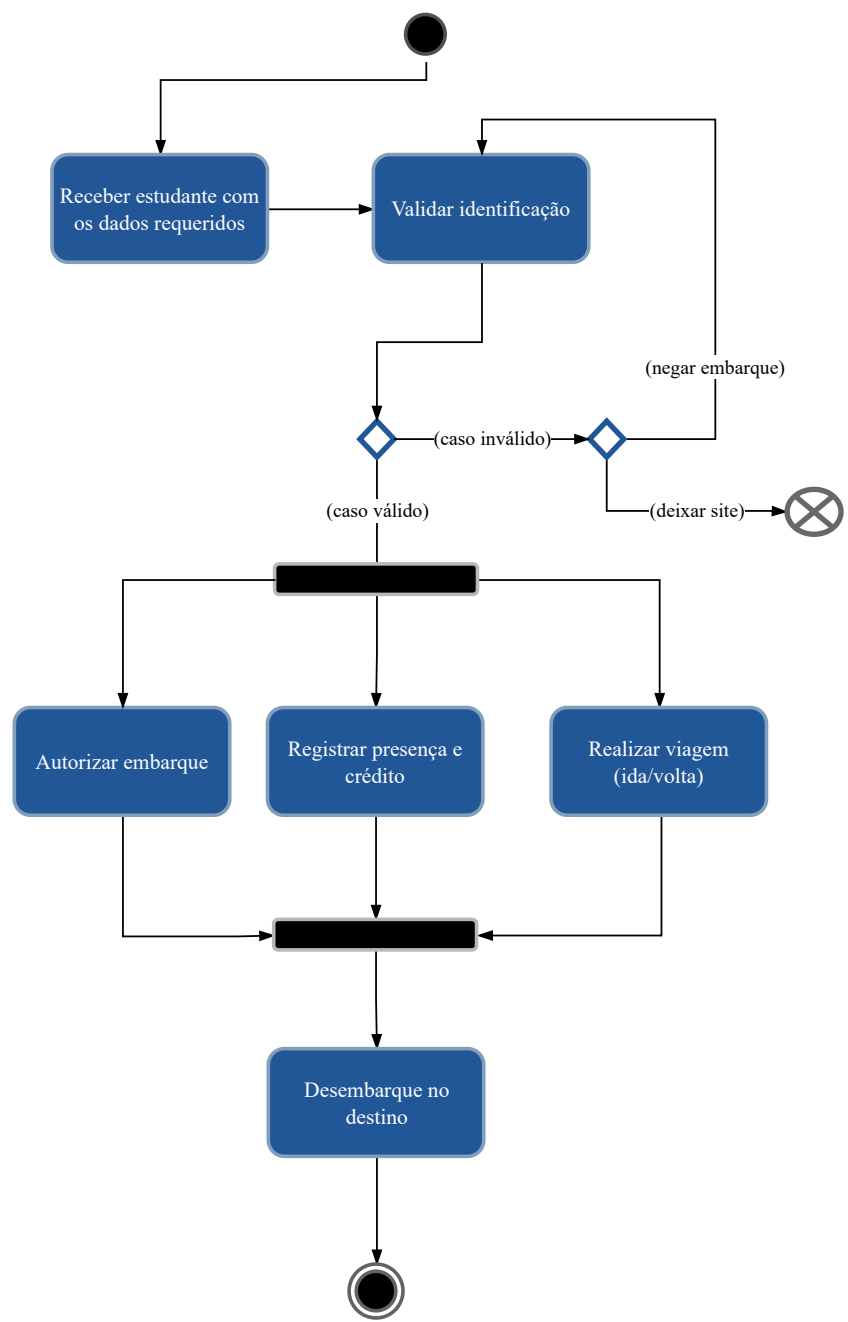 Receber estudante com
os dados requeridos
Validar identificação
(negar embarque)
(caso inválido)
(caso válido)
(deixar site)
Autorizar embarque
Registrar presença e
crédito
Realizar viagem
(ida/volta)
Desembarque no
destino